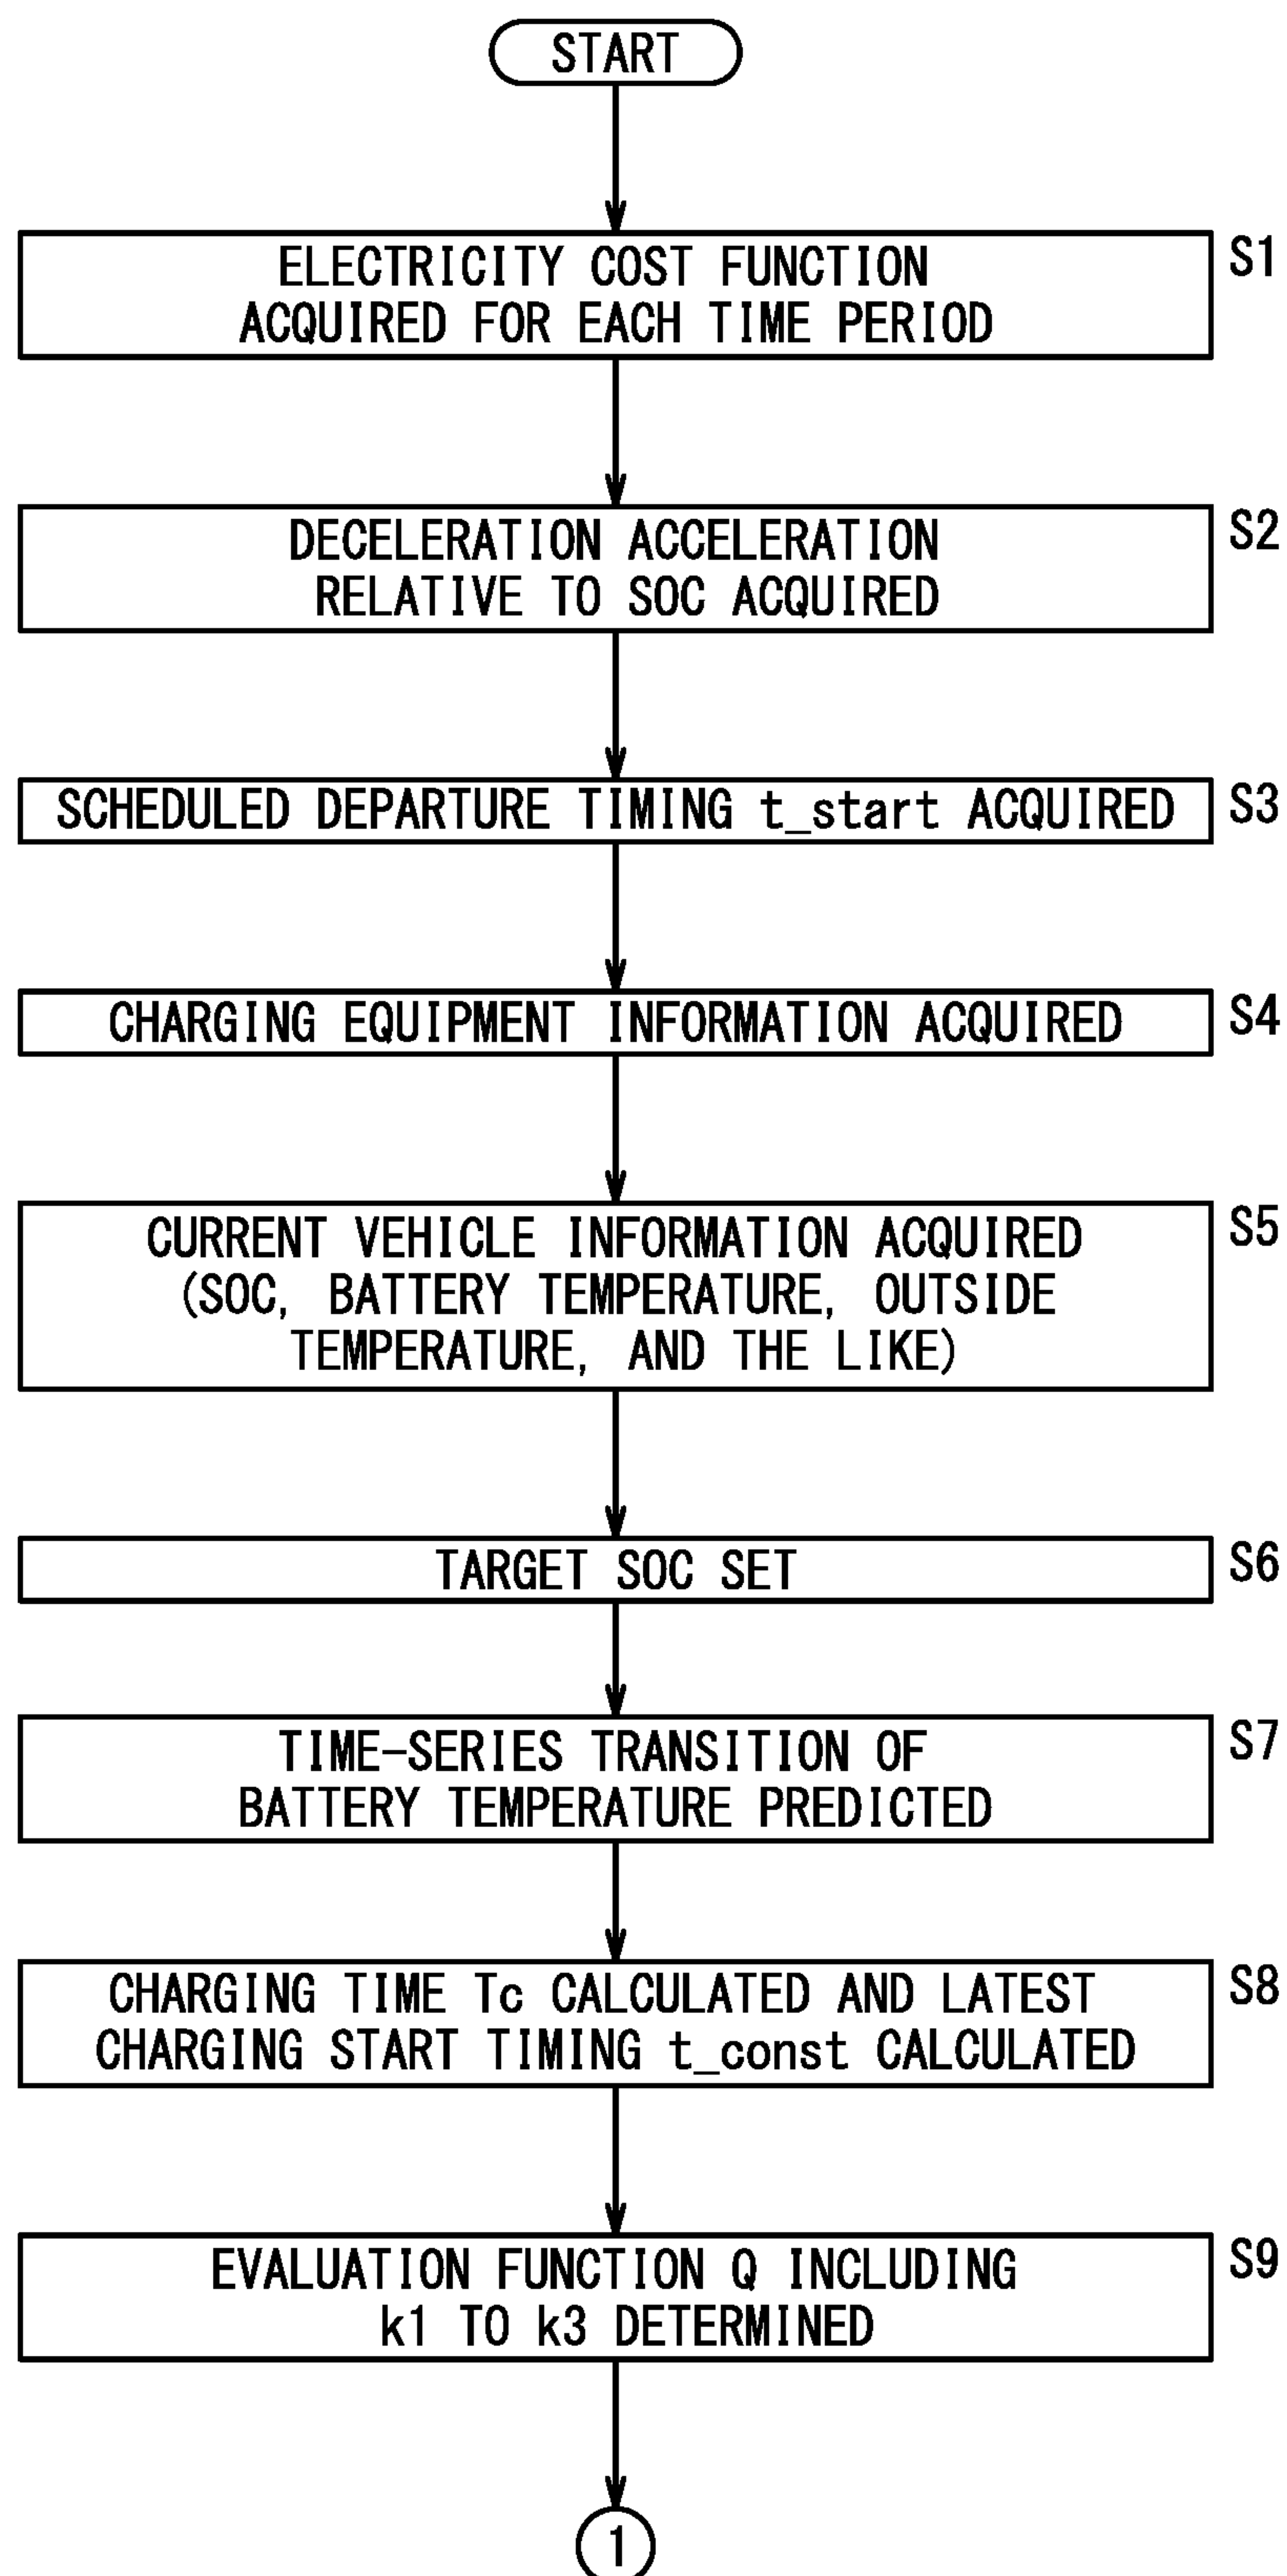 START
ELECTRICITY COST FUNCTION
ACQUIRED FOR EACH TIME PERIOD
S1
DECELERATION ACCELERATION
RELATIVE TO SOC ACQUIRED
S2
SCHEDULED DEPARTURE TIMING t_start ACQUIRED
S3
CHARGING EQUIPMENT INFORMATION ACQUIRED
S4
CURRENT VEHICLE INFORMATION ACQUIRED
(SOC, BATTERY TEMPERATURE, OUTSIDE
TEMPERATURE, AND THE LIKE)
S5
TARGET SOC SET
S6
TIME-SERIES TRANSITION OF
BATTERY TEMPERATURE PREDICTED
S7
CHARGING TIME Tc CALCULATED AND LATEST
CHARGING START TIMING t_const CALCULATED
S8
EVALUATION FUNCTION Q INCLUDING
k1 TO k3 DETERMINED
S9
1